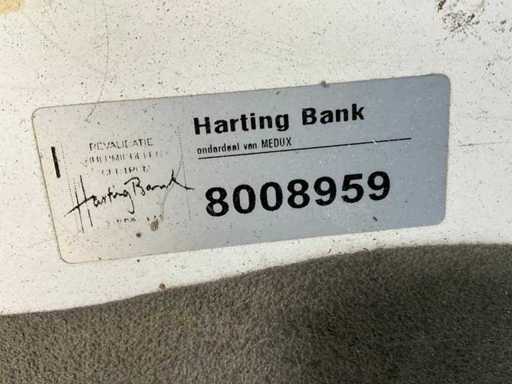 REVALIDATIE
Harting Bank
Harting Bank
onderdeel van MEDUX
8008959